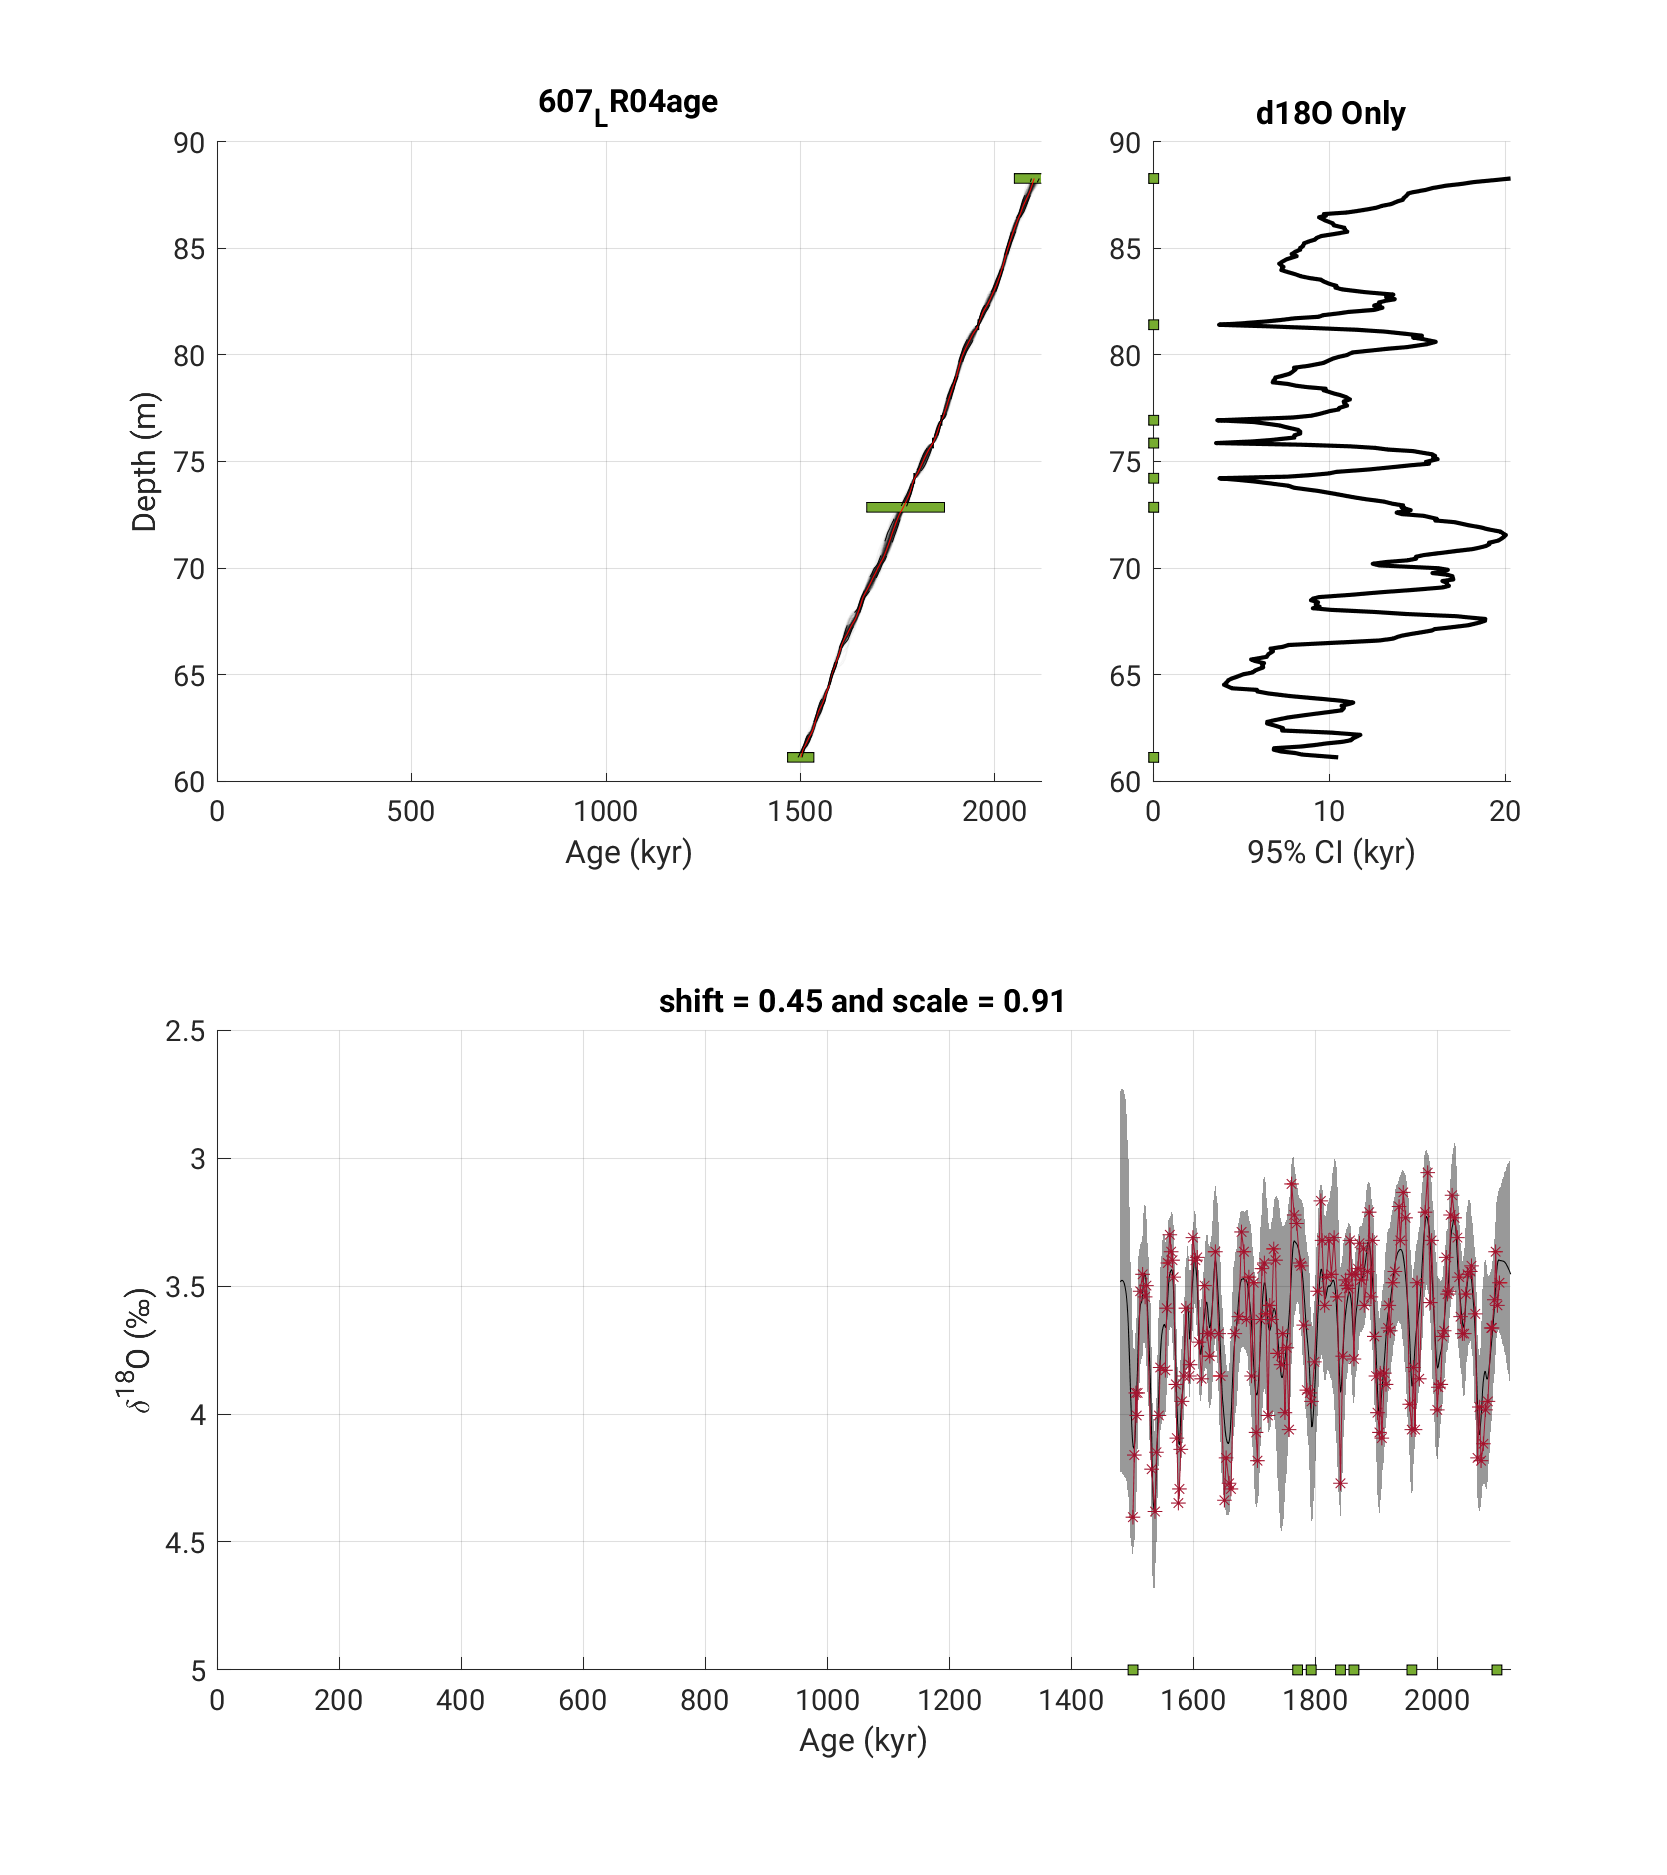 607LR04age
d18O Only
90
85
80
75
70
65
60
Depth (m)
0 500 1000 1500 2000
Age (kyr)
90
85
80
75
70
65
60
0 10 20
95% CI (kyr)
shift = 0.45 and scale = 0.91
2.5
3
3.5
4
4.5
5
δ18O (‰)
0 200 400 600 800 1000 1200 1400 1600 1800 2000
Age (kyr)